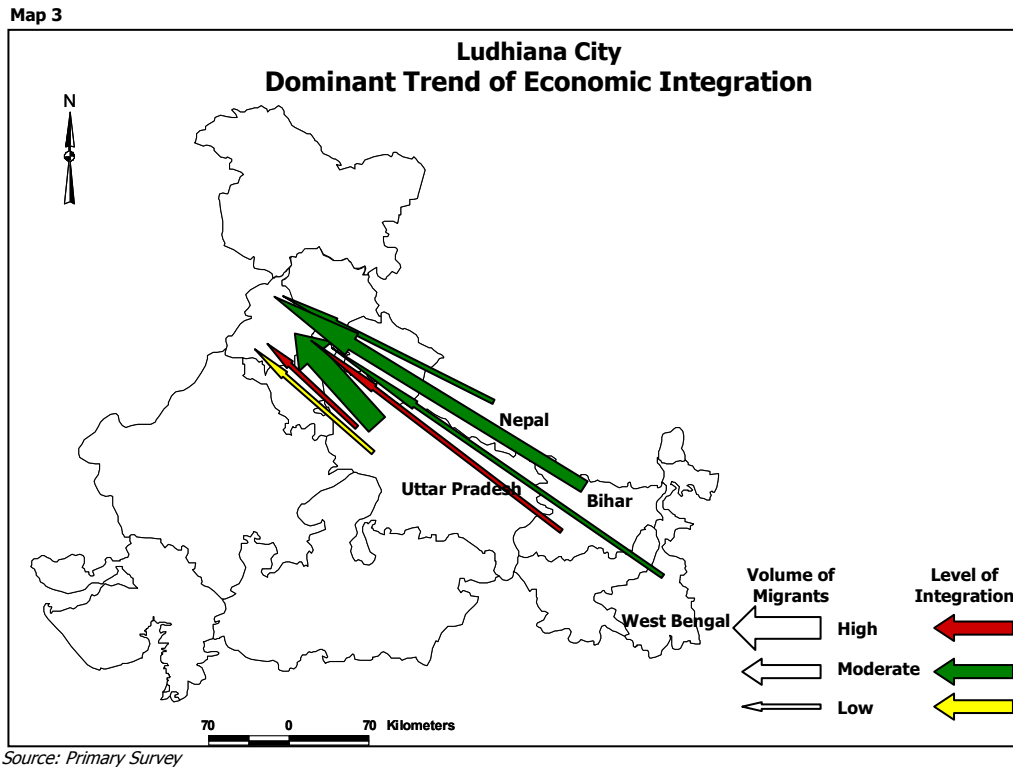 Map 3
Ludhiana City
Dominant Trend of Economic Integration
N
Nepal
Uttar Pradesh
Bihar
West Bengal
Volume of
Migrants
Level of
Integration
High
Moderate
Low
70 0 70 Kilometers
Source: Primary Survey